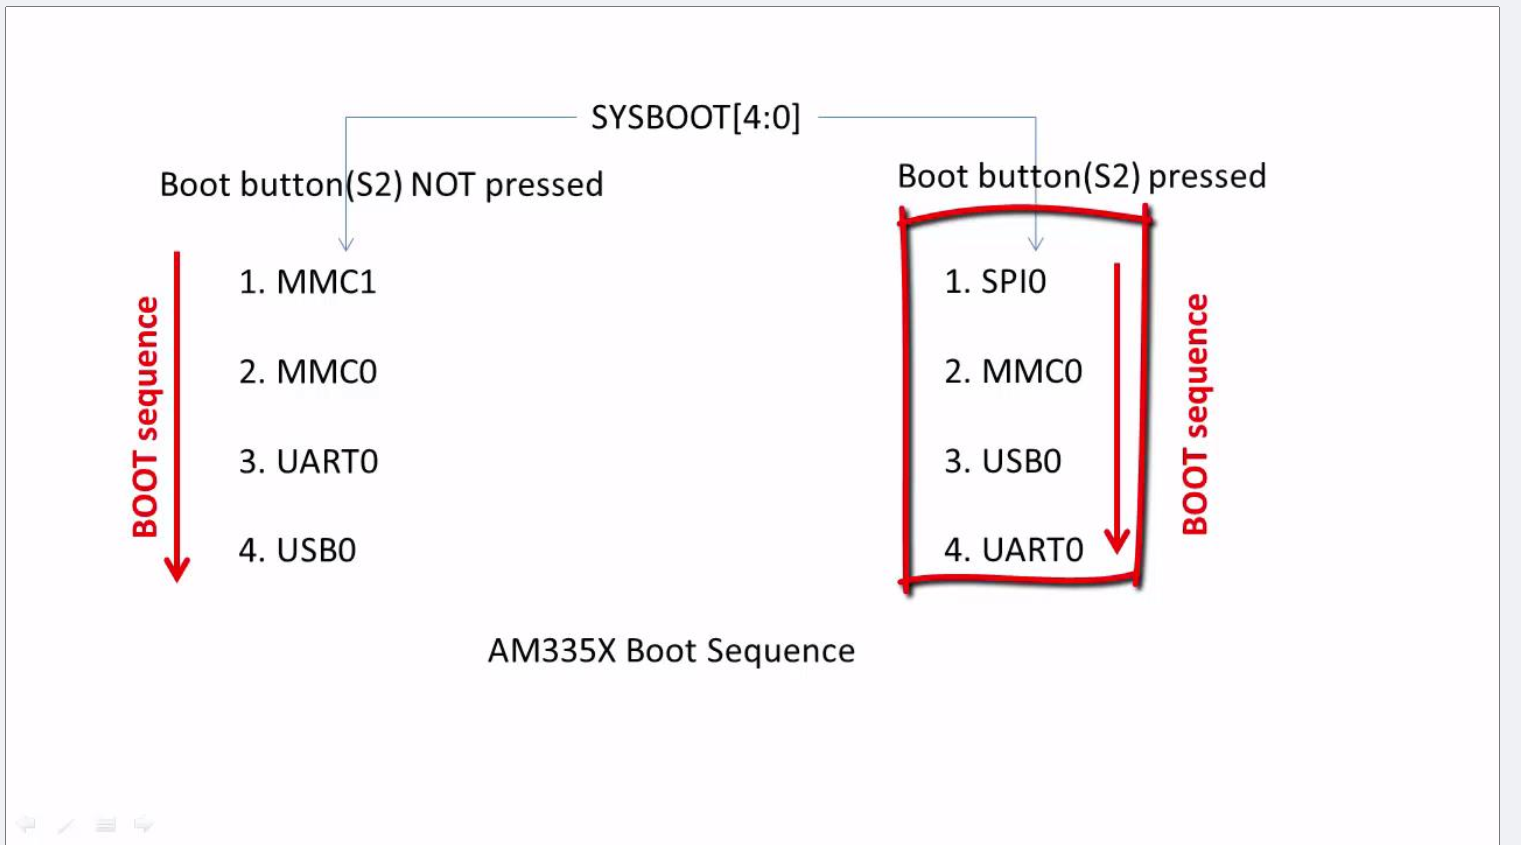 SYSBOOT[4:0]
Boot button(S2) NOT pressed
Boot button(S2) pressed
BOOT sequence
1. MMC1
2. MMC0
3. UART0
4. USB0
1. SPI0
2. MMC0
3. USB0
4. UART0
BOOT sequence
AM335X Boot Sequence